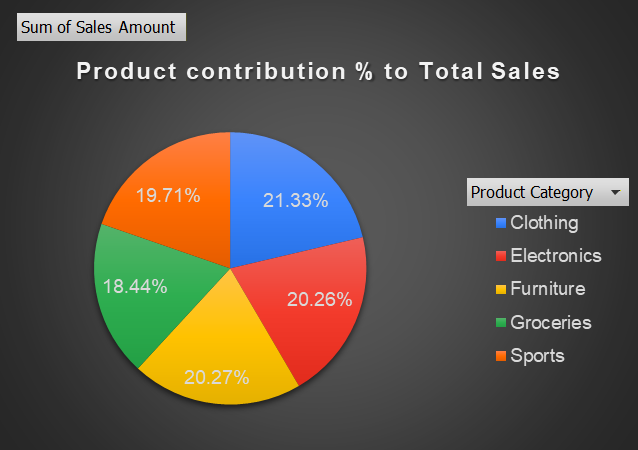 Sum of Sales Amount
Product contribution % to Total Sales
19.71%
21.33%
18.44%
20.26%
20.27%
Product Category
Clothing
Electronics
Furniture
Groceries
Sports